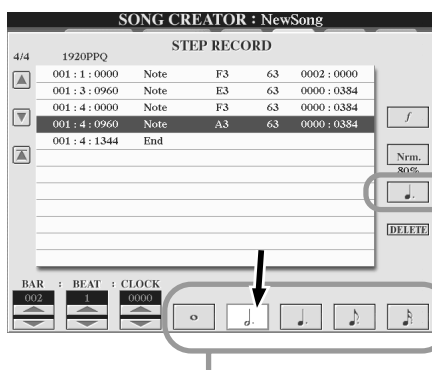 SONG CREATOR : NewSong
STEP RECORD
4/4 1920PPQ
001 : 1 : 0000 Note F3 63 0002 : 0000
001 : 3 : 0960 Note E3 63 0000 : 0384
001 : 4 : 0000 Note F3 63 0000 : 0384
001 : 4 : 0960 Note A3 63 0000 : 0384
001 : 4 : 1344 End
f
Nrm.
80%
DELETE
BAR : BEAT : CLOCK
002 1 0000